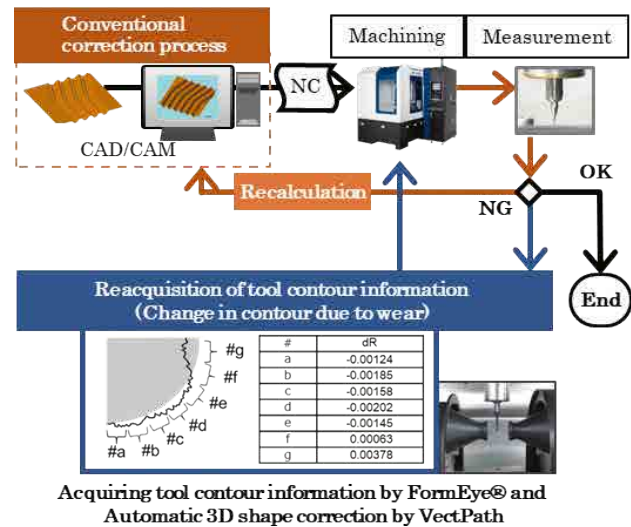 Conventional
correction process
Machining
Measurement
NC
CAD/CAM
Recalculation
OK
NG
End
Reacquisition of tool contour information
(Change in contour due to wear)
#g
#f
#e
#d
#c
#b
#a
# dR
a -0.00124
b -0.00185
c -0.00158
d -0.00202
e -0.00145
f 0.00063
g 0.00378
Acquiring tool contour information by FormEye® and
Automatic 3D shape correction by VectPath